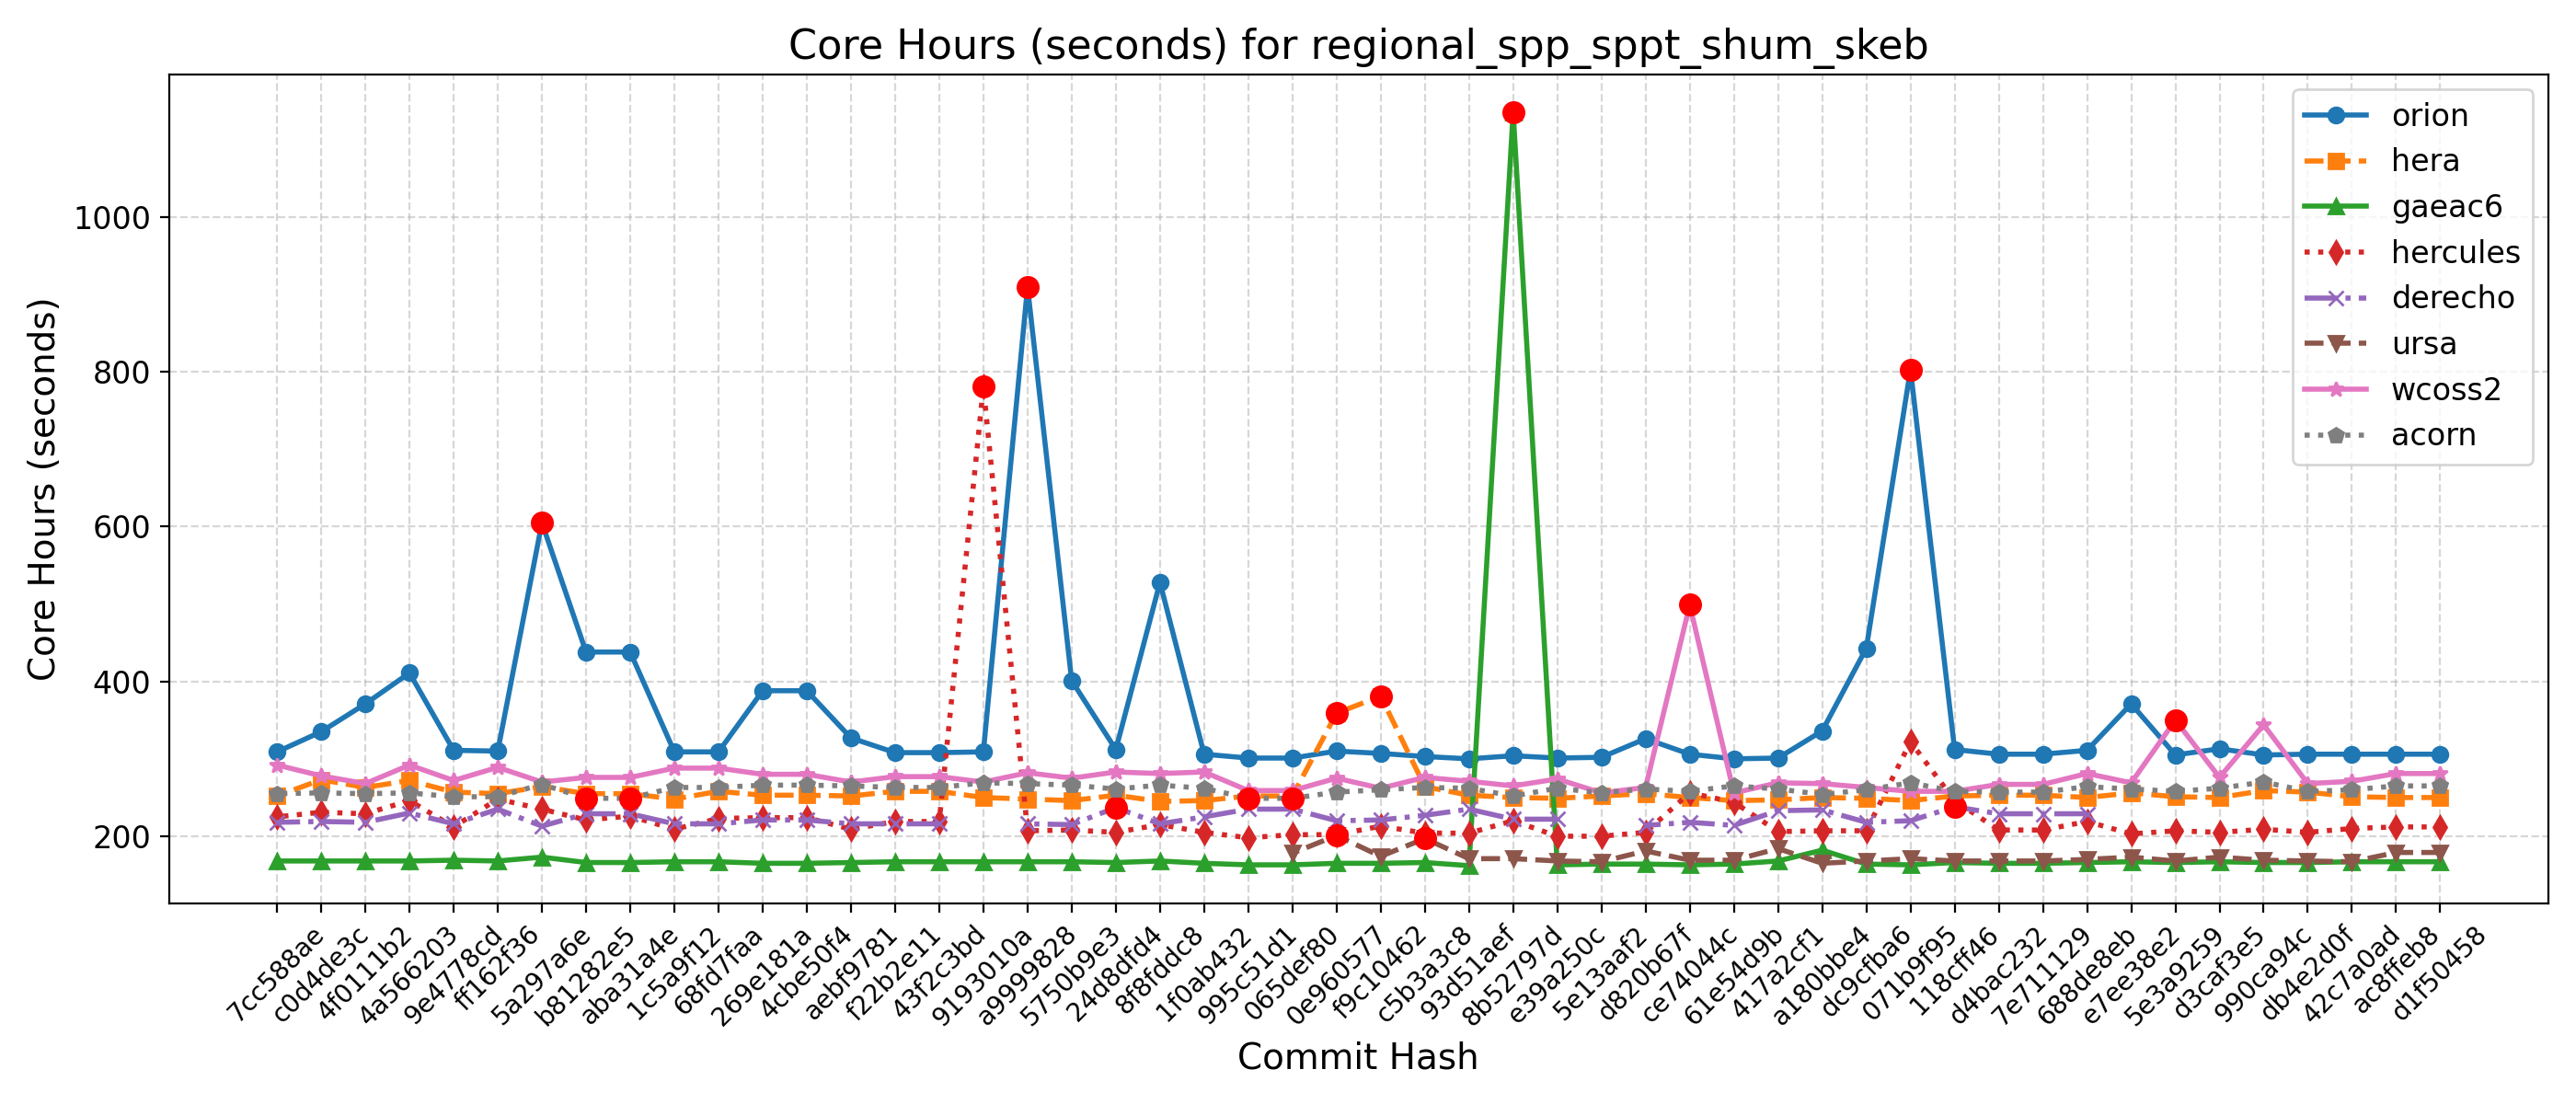 Core Hours (seconds) for regional_spp_sppt_shum_skeb
Core Hours (seconds)
1000
800
600
400
200
orion
hera
gaeac6
hercules
derecho
ursa
wcoss2
acorn
7cc588ae
c0d4de3c
4f0111b2
4a566203
9e4778cd
ff162f36
5a297a6e
b81282e5
aba31a4e
1c5a9f12
68fd7faa
269e181a
4cbe50f4
aebf9781
f22b2e11
43f2c3bd
9193010a
a9999828
5750b9e3
24d8dfd4
8f8fddc8
1f0ab432
995c51d1
065def80
0e960577
f9c10462
c5b3a3c8
93d51aef
8b52797d
e39a250c
5e13aaf2
d820b67f
ce74044c
61e54d9b
417a2cf1
a180bbe4
dc9cfba6
071b9f95
118cff46
d4bac232
7e711129
688de8eb
e7ee38e2
5e3a9259
d3caf3e5
990ca94c
db4e2d0f
42c7a0ad
ac8ffeb8
d1f50458
Commit Hash